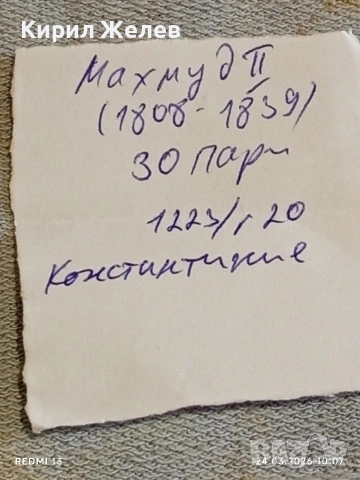 Кирил Желев
Махмуд II
(1808-1839)
30 пари
1223/г 20
Константиние
REDMI 13
24.03.2026 10:07